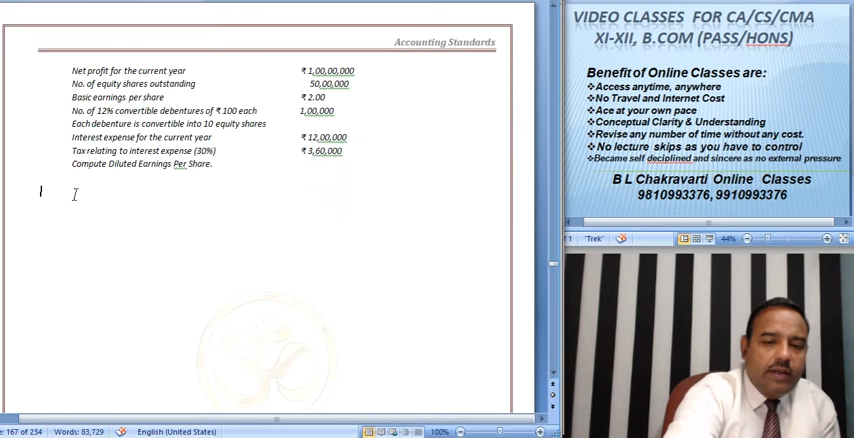 Accounting Standards
Net profit for the current year ₹ 1,00,00,000
No. of equity shares outstanding 50,00,000
Basic earnings per share ₹ 2.00
No. of 12% convertible debentures of ₹ 100 each 1,00,000
Each debenture is convertible into 10 equity shares
Interest expense for the current year ₹ 12,00,000
Tax relating to interest expense (30%) ₹ 3,60,000
Compute Diluted Earnings Per Share.
e: 167 of 234 Words: 83,729 English (United States) 100%
VIDEO CLASSES FOR CA/CS/CMA
XI-XII, B.COM (PASS/HONS)
Benefit of Online Classes are:
❖Access anytime, anywhere
❖No Travel and Internet Cost
❖Ace at your own pace
❖Conceptual Clarity & Understanding
❖Revise any number of time without any cost.
❖No lecture skips as you have to control
❖Became self deciplined and sincere as no external pressure
B L Chakravarti Online Classes
9810993376, 9910993376
f 1 "Trek" 44%